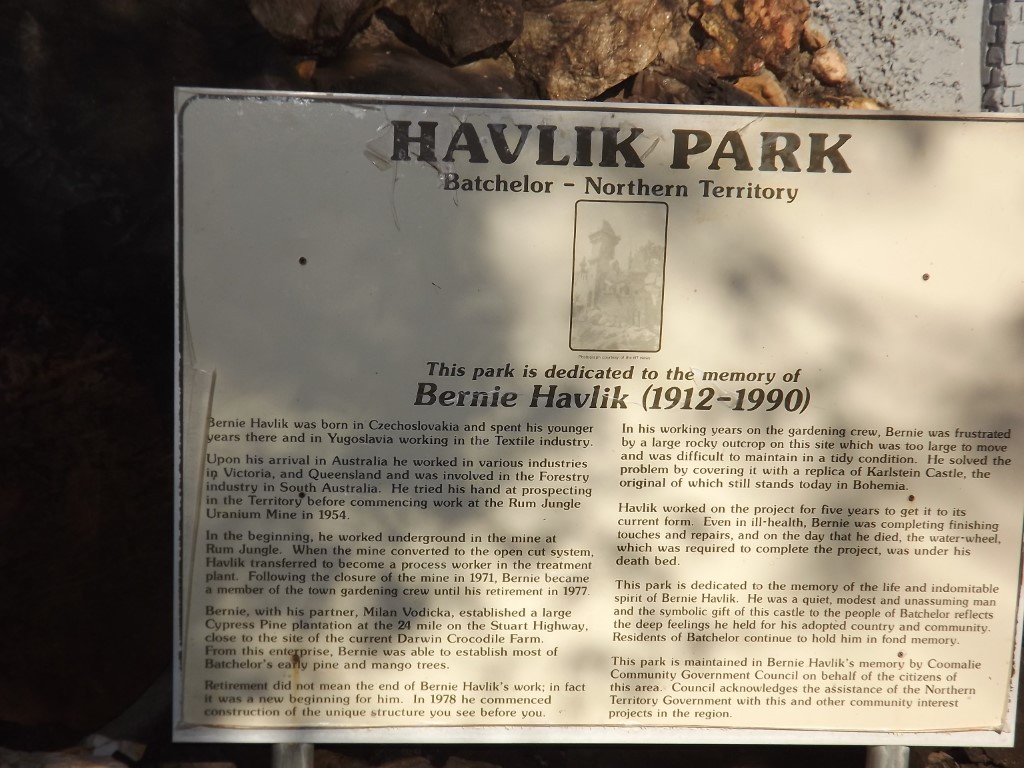 HAVLIK PARK
Batchelor - Northern Territory
This park is dedicated to the memory of
Bernie Havlik (1912-1990)
Bernie Havlik was born in Czechoslovakia and spent his younger
years there and in Yugoslavia working in the Textile industry.
Upon his arrival in Australia he worked in various industries
in Victoria, and Queensland and was involved in the Forestry
industry in South Australia. He tried his hand at prospecting
in the Territory before commencing work at the Rum Jungle
Uranium Mine in 1954.
In the beginning, he worked underground in the mine at
Rum Jungle. When the mine converted to the open cut system,
Havlik transferred to become a process worker in the treatment
plant. Following the closure of the mine in 1971, Bernie became
a member of the town gardening crew until his retirement in 1977.
Bernie, with his partner, Milan Vodicka, established a large
Cypress Pine plantation at the 24 mile on the Stuart Highway,
close to the site of the current Darwin Crocodile Farm.
From this enterprise, Bernie was able to establish most of
Batchelor's early pine and mango trees.
Retirement did not mean the end of Bernie Havlik's work; in fact
it was a new beginning for him. In 1978 he commenced
construction of the unique structure you see before you.
In his working years on the gardening crew, Bernie was frustrated
by a large rocky outcrop on this site which was too large to move
and was difficult to maintain in a tidy condition. He solved the
problem by covering it with a replica of Karlstein Castle, the
original of which still stands today in Bohemia.
Havlik worked on the project for five years to get it to its
current form. Even in ill-health, Bernie was completing finishing
touches and repairs, and on the day that he died, the water-wheel,
which was required to complete the project, was under his
death bed.
This park is dedicated to the memory of the life and indomitable
spirit of Bernie Havlik. He was a quiet, modest and unassuming man
and the symbolic gift of this castle to the people of Batchelor reflects
the deep feelings he held for his adopted country and community.
Residents of Batchelor continue to hold him in fond memory.
This park is maintained in Bernie Havlik's memory by Coomalie
Community Government Council on behalf of the citizens of
this area. Council acknowledges the assistance of the Northern
Territory Government with this and other community interest
projects in the region.